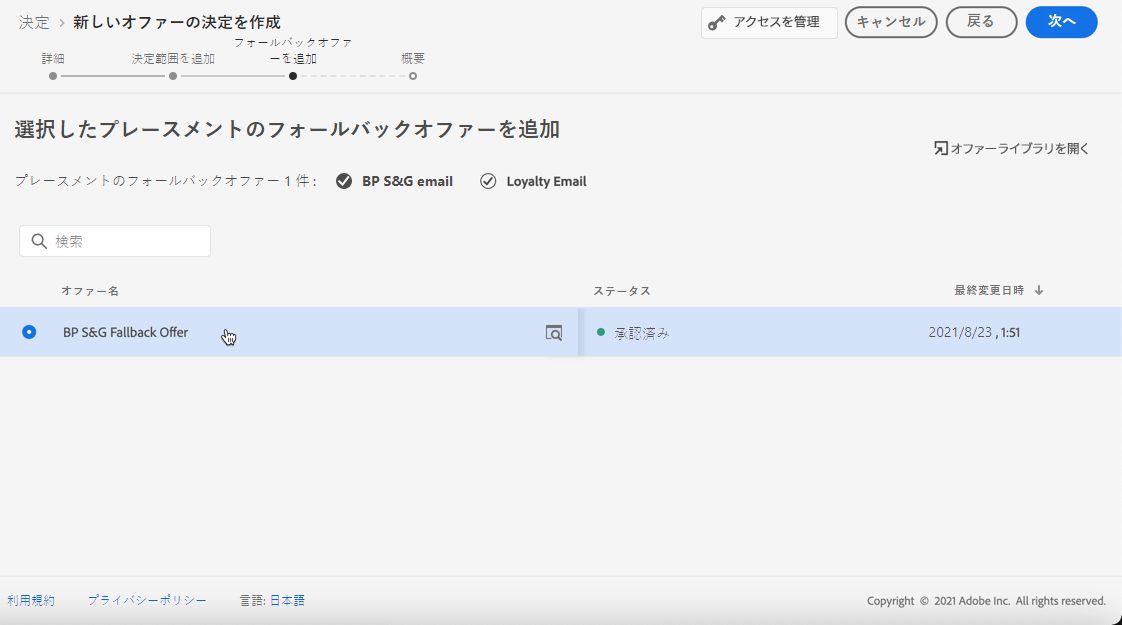 決定 > 新しいオファーの決定を作成
アクセスを管理
キャンセル
戻る
次へ
詳細
決定範囲を追加
フォールバックオファ
ーを追加
概要
選択したプレースメントのフォールバックオファーを追加
オファーライブラリを開く
プレースメントのフォールバックオファー 1 件 :
BP S&G email
Loyalty Email
検索
オファー名
ステータス
最終変更日時 ↓
BP S&G Fallback Offer
承認済み
2021/8/23 , 1:51
利用規約
プライバシーポリシー
言語: 日本語
Copyright © 2021 Adobe Inc. All rights reserved.